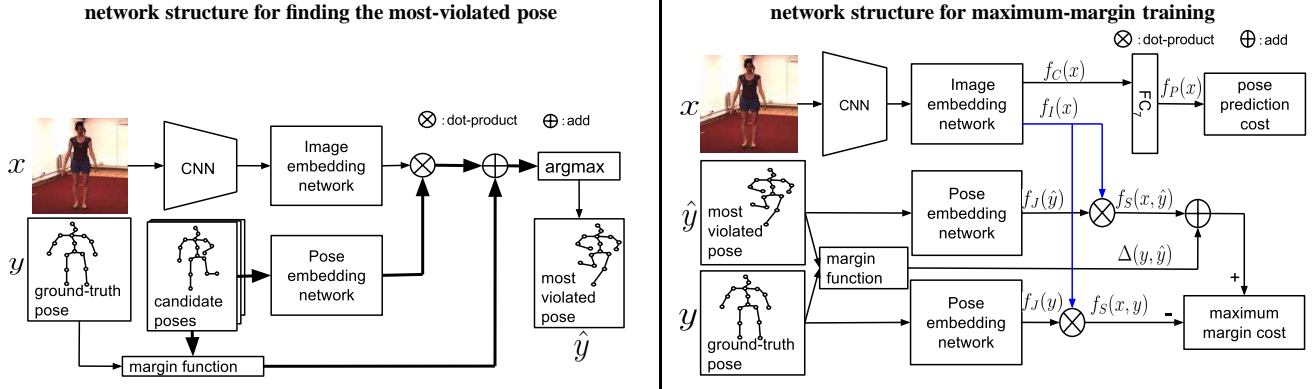 network structure for finding the most-violated pose
⊗ : dot-product ⊕ : add
x
CNN
Image
embedding
network
argmax
y
ground-truth
pose
candidate
poses
Pose
embedding
network
most
violated
pose
ŷ
margin function
network structure for maximum-margin training
⊗ : dot-product ⊕ : add
x
CNN
Image
embedding
network
f_C(x)
f_I(x)
FC_7
f_P(x)
pose
prediction
cost
ŷ
most
violated
pose
Pose
embedding
network
f_J(ŷ)
f_S(x, ŷ)
margin
function
Δ(y, ŷ)
+
y
ground-truth
pose
Pose
embedding
network
f_J(y)
f_S(x, y)
-
maximum
margin cost